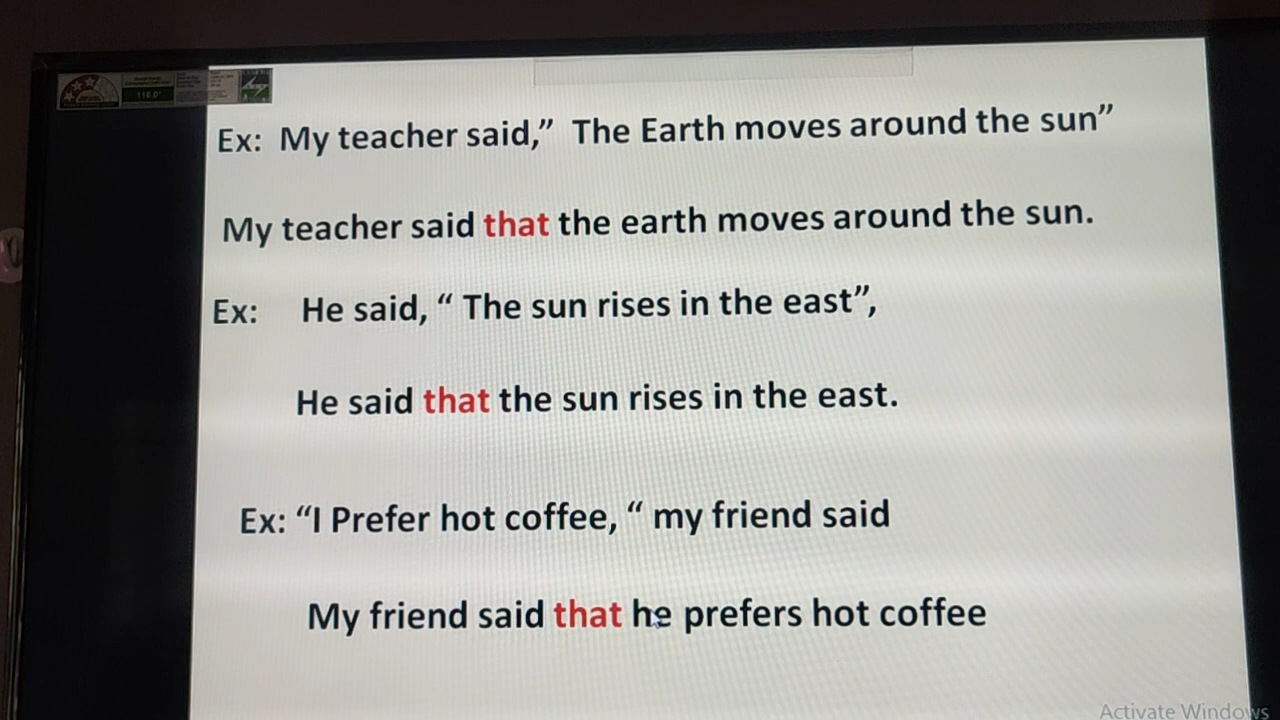 118.0
Ex: My teacher said,” The Earth moves around the sun”
My teacher said that the earth moves around the sun.
Ex: He said, “ The sun rises in the east”,
He said that the sun rises in the east.
Ex: “I Prefer hot coffee, “ my friend said
My friend said that he prefers hot coffee
Activate Windows